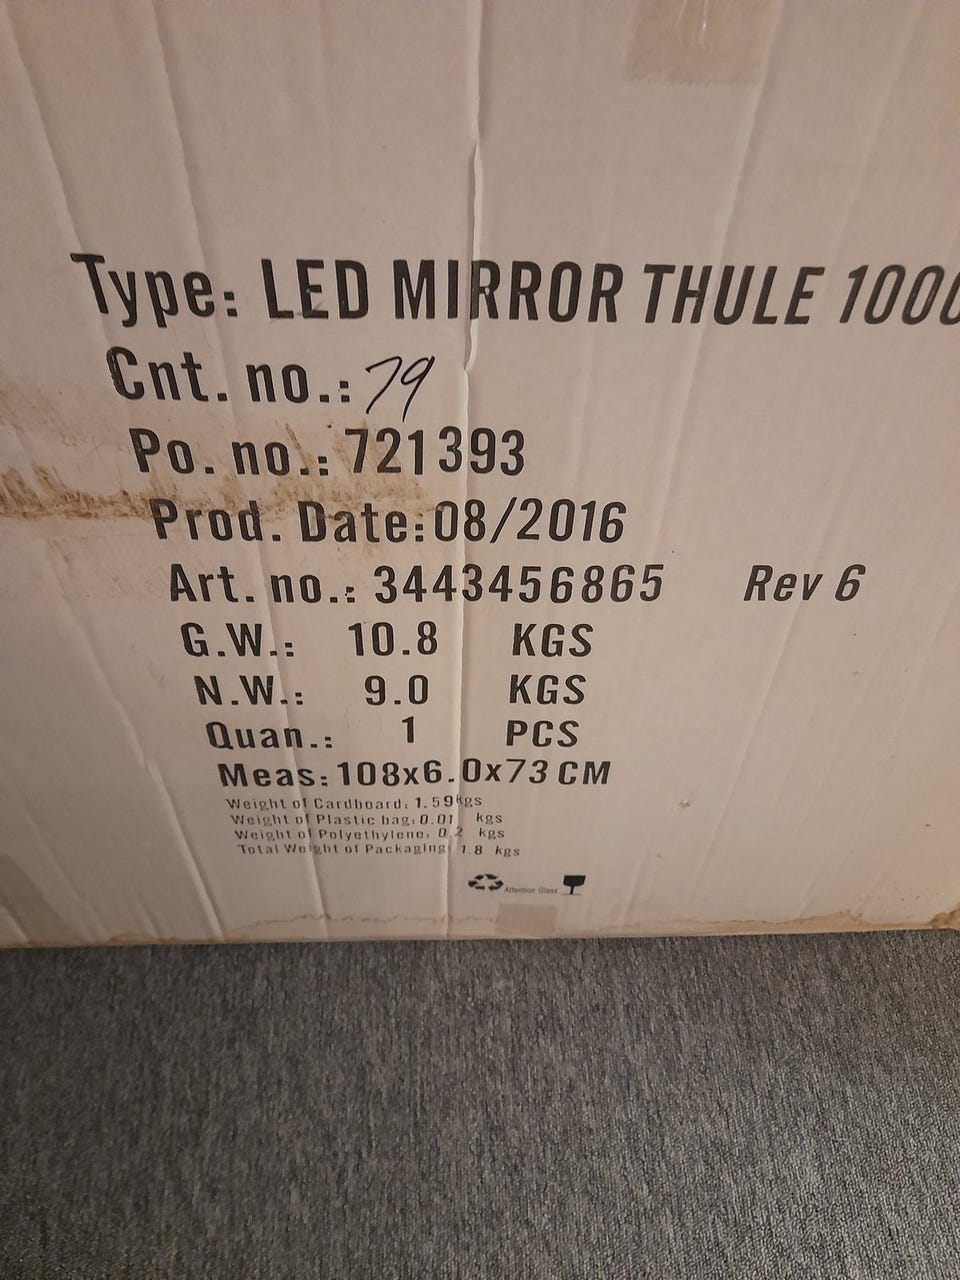 Type: LED MIRROR THULE 1000
Cnt. no.: 79
Po. no.: 721393
Prod. Date: 08/2016
Art. no.: 3443456865 Rev 6
G.W.: 10.8 KGS
N.W.: 9.0 KGS
Quan.: 1 PCS
Meas: 108x6.0x73 CM
Weight of Cardboard: 1.59kgs
Weight of Plastic bag: 0.01 kgs
Weight of Polyethylene: 0.2 kgs
Total Weight of Packaging: 1.8 kgs
Attention Glass